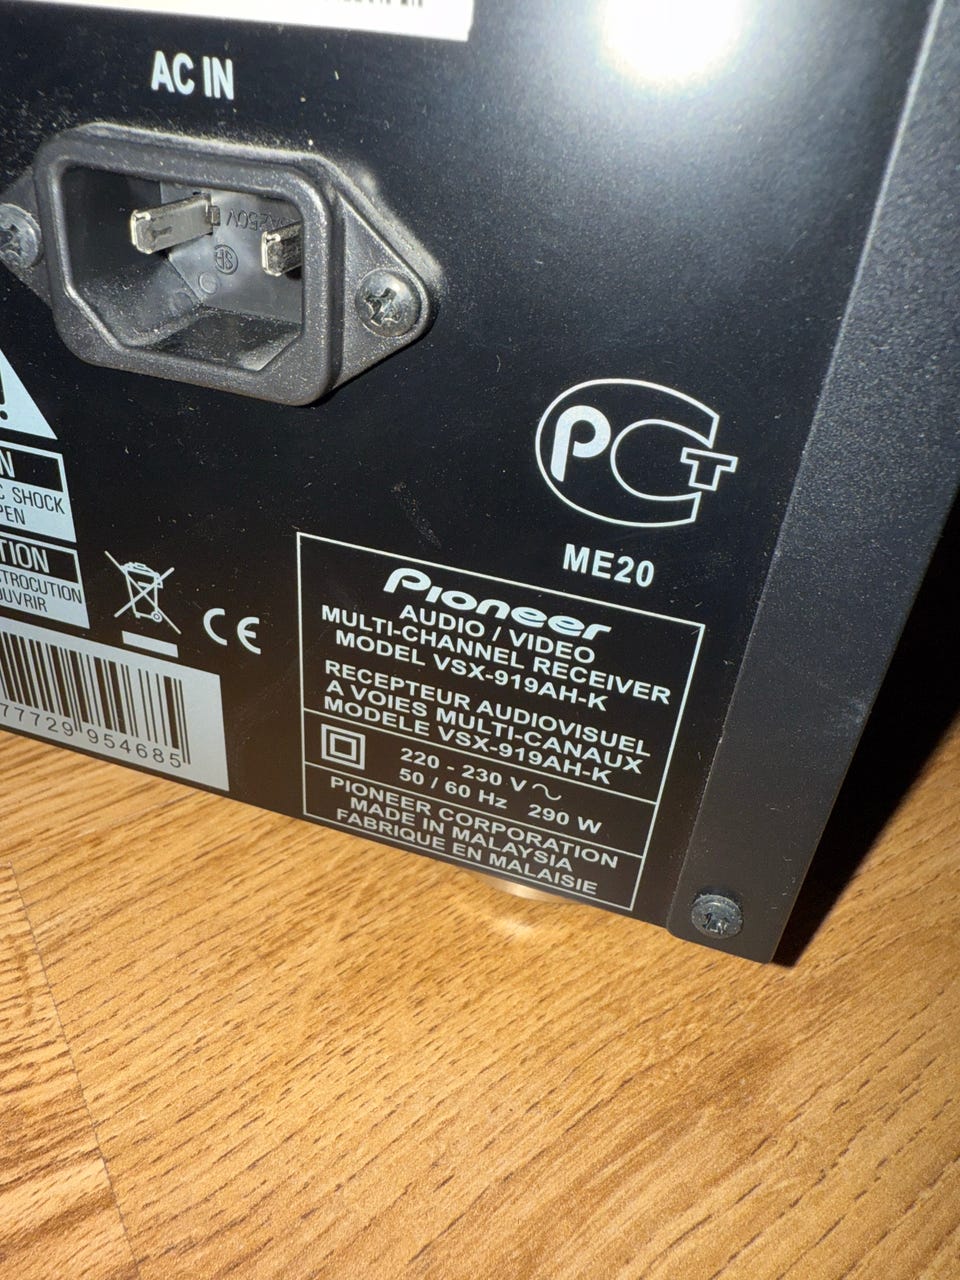 AC IN
250V
PCT
ME20
C SHOCK
PEN
TION
TROCUTION
OUVRIR
CE
77729 954685
Pioneer
AUDIO / VIDEO
MULTI-CHANNEL RECEIVER
MODEL VSX-919AH-K
RECEPTEUR AUDIOVISUEL
A VOIES MULTI-CANAUX
MODELE VSX-919AH-K
220 - 230 V ~
50 / 60 Hz 290 W
PIONEER CORPORATION
MADE IN MALAYSIA
FABRIQUE EN MALAISIE